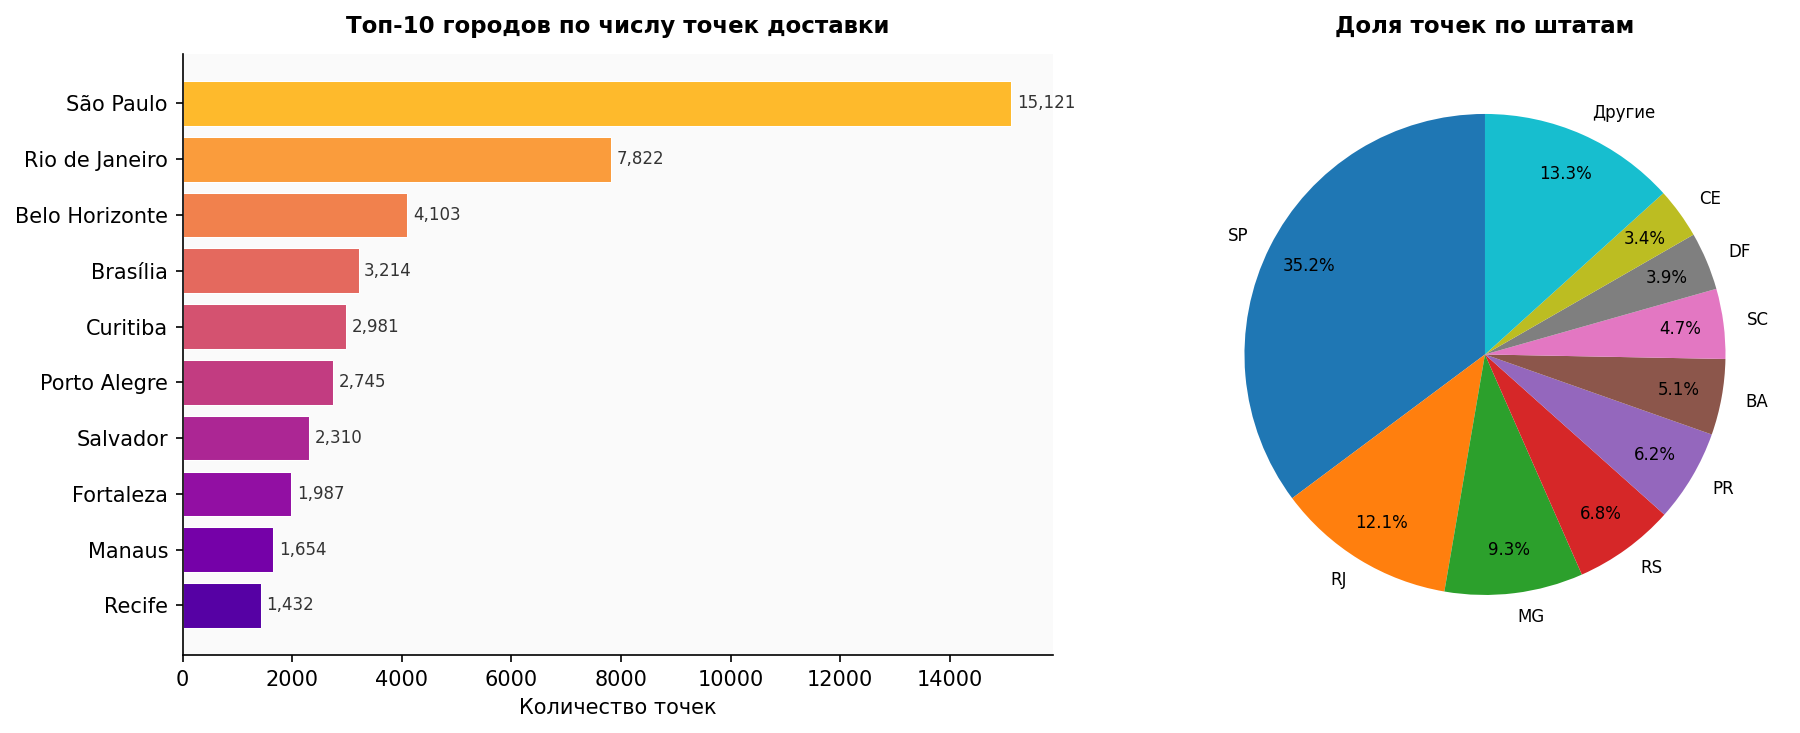 Топ-10 городов по числу точек доставки
São Paulo
15,121
Rio de Janeiro
7,822
Belo Horizonte
4,103
Brasília
3,214
Curitiba
2,981
Porto Alegre
2,745
Salvador
2,310
Fortaleza
1,987
Manaus
1,654
Recife
1,432
0 2000 4000 6000 8000 10000 12000 14000
Количество точек
Доля точек по штатам
Другие
13.3%
CE
3.4%
DF
3.9%
SC
4.7%
BA
5.1%
PR
6.2%
RS
6.8%
MG
9.3%
RJ
12.1%
SP
35.2%